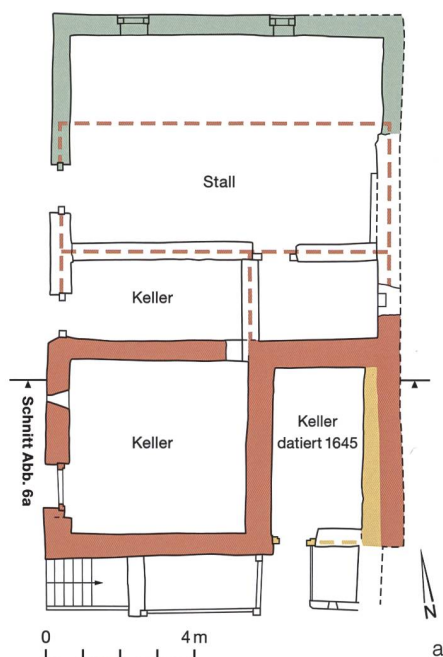 Stall
Keller
Keller
Keller
datiert 1645
Schnitt Abb. 6a
N
0 4 m
a